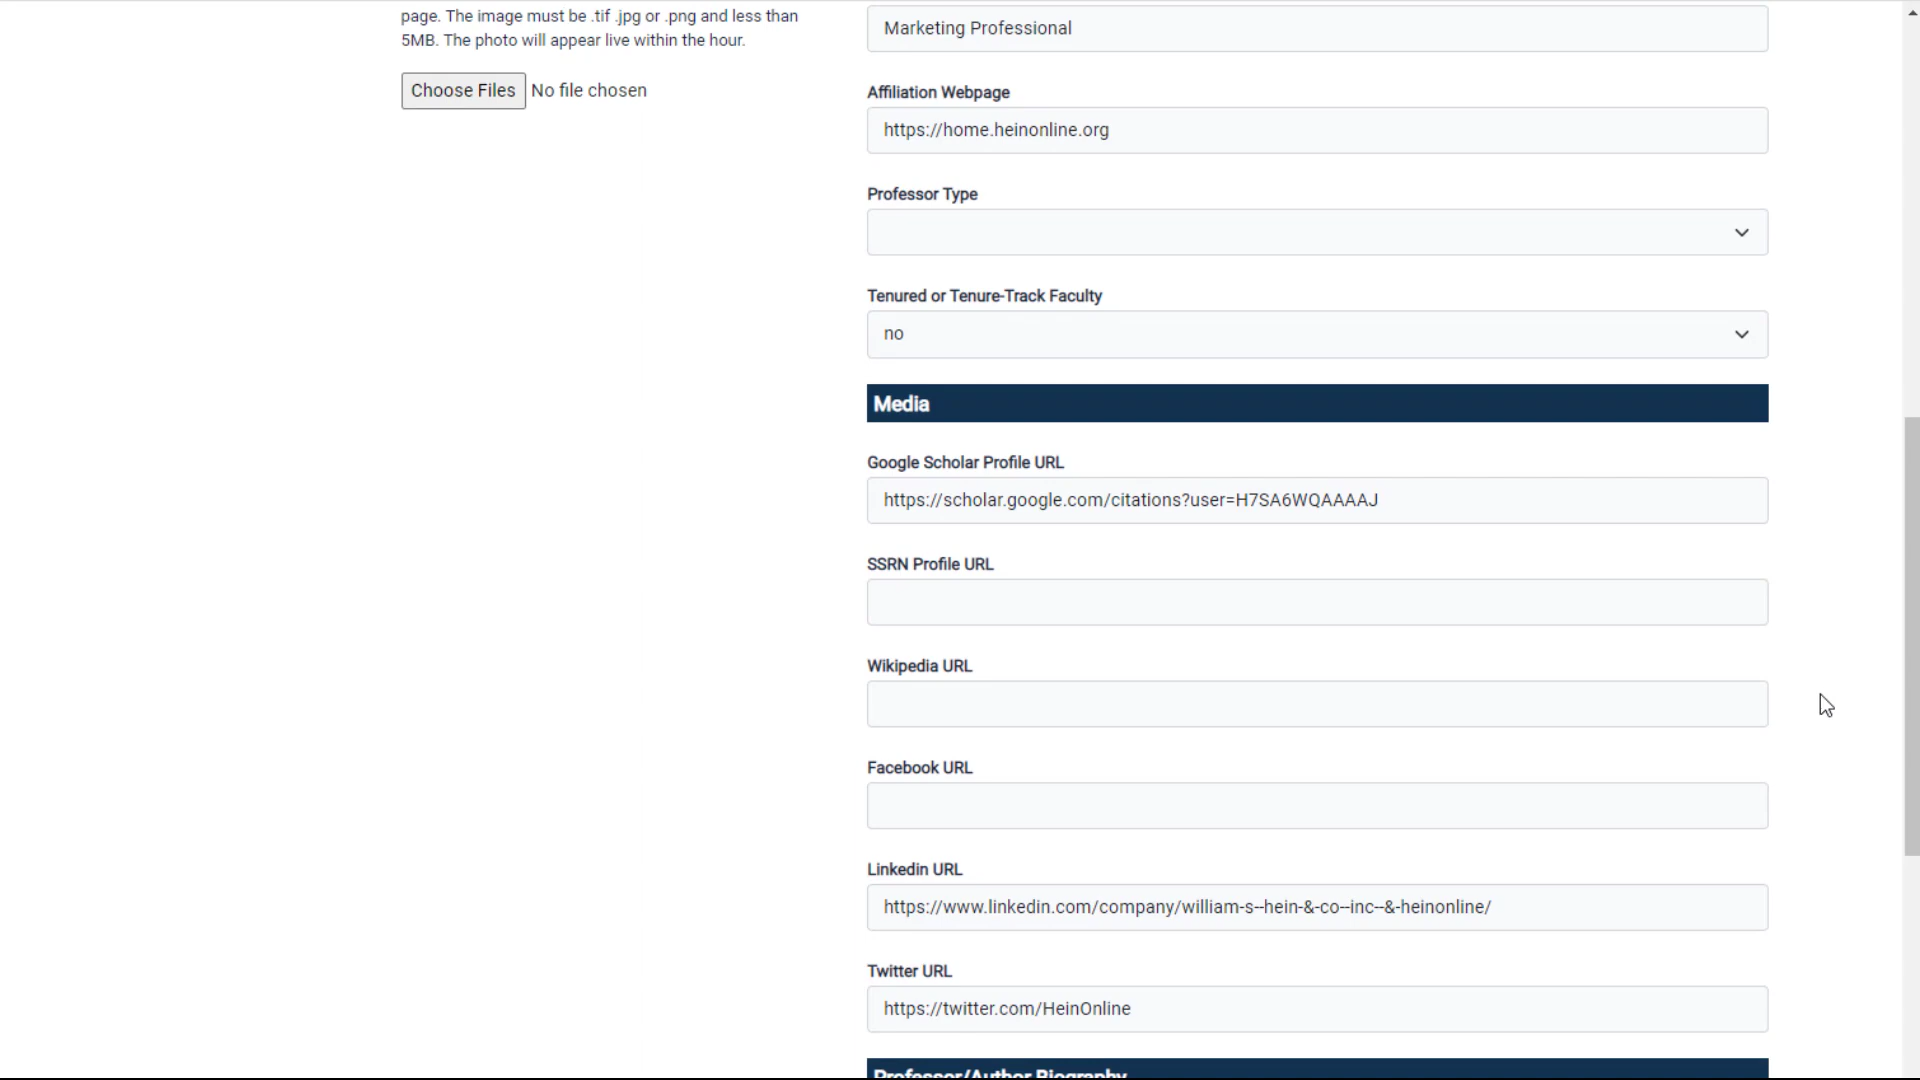 page. The image must be .tif .jpg or .png and less than
5MB. The photo will appear live within the hour.
Choose Files No file chosen
Marketing Professional
Affiliation Webpage
https://home.heinonline.org
Professor Type
Tenured or Tenure-Track Faculty
no
Media
Google Scholar Profile URL
https://scholar.google.com/citations?user=H7SA6WQAAAAJ
SSRN Profile URL
Wikipedia URL
Facebook URL
Linkedin URL
https://www.linkedin.com/company/william-s--hein-&-co--inc--&-heinonline/
Twitter URL
https://twitter.com/HeinOnline
Professor/Author Biography